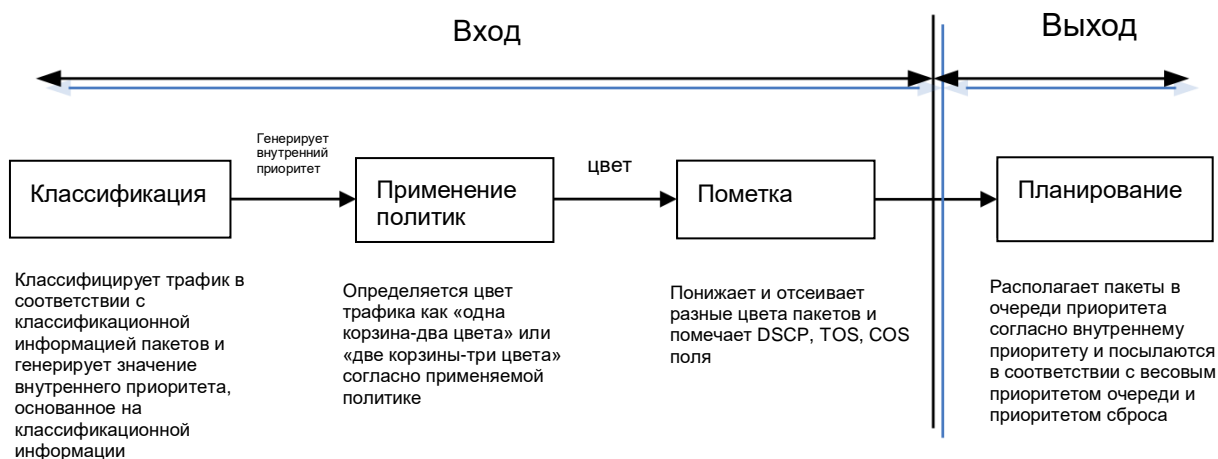 Вход
Выход
Генерирует
внутренний
приоритет
цвет
Классификация
Применение
политик
Пометка
Планирование
Классифицирует трафик в
соответствии с
классификационной
информацией пакетов и
генерирует значение
внутреннего приоритета,
основанное на
классификационной
информации
Определяется цвет
трафика как «одна
корзина-два цвета» или
«две корзины-три цвета»
согласно применяемой
политике
Понижает и отсеивает
разные цвета пакетов и
помечает DSCP, TOS, COS
поля
Располагает пакеты в
очереди приоритета
согласно внутреннему
приоритету и посылаются
в соответствии с весовым
приоритетом очереди и
приоритетом сброса